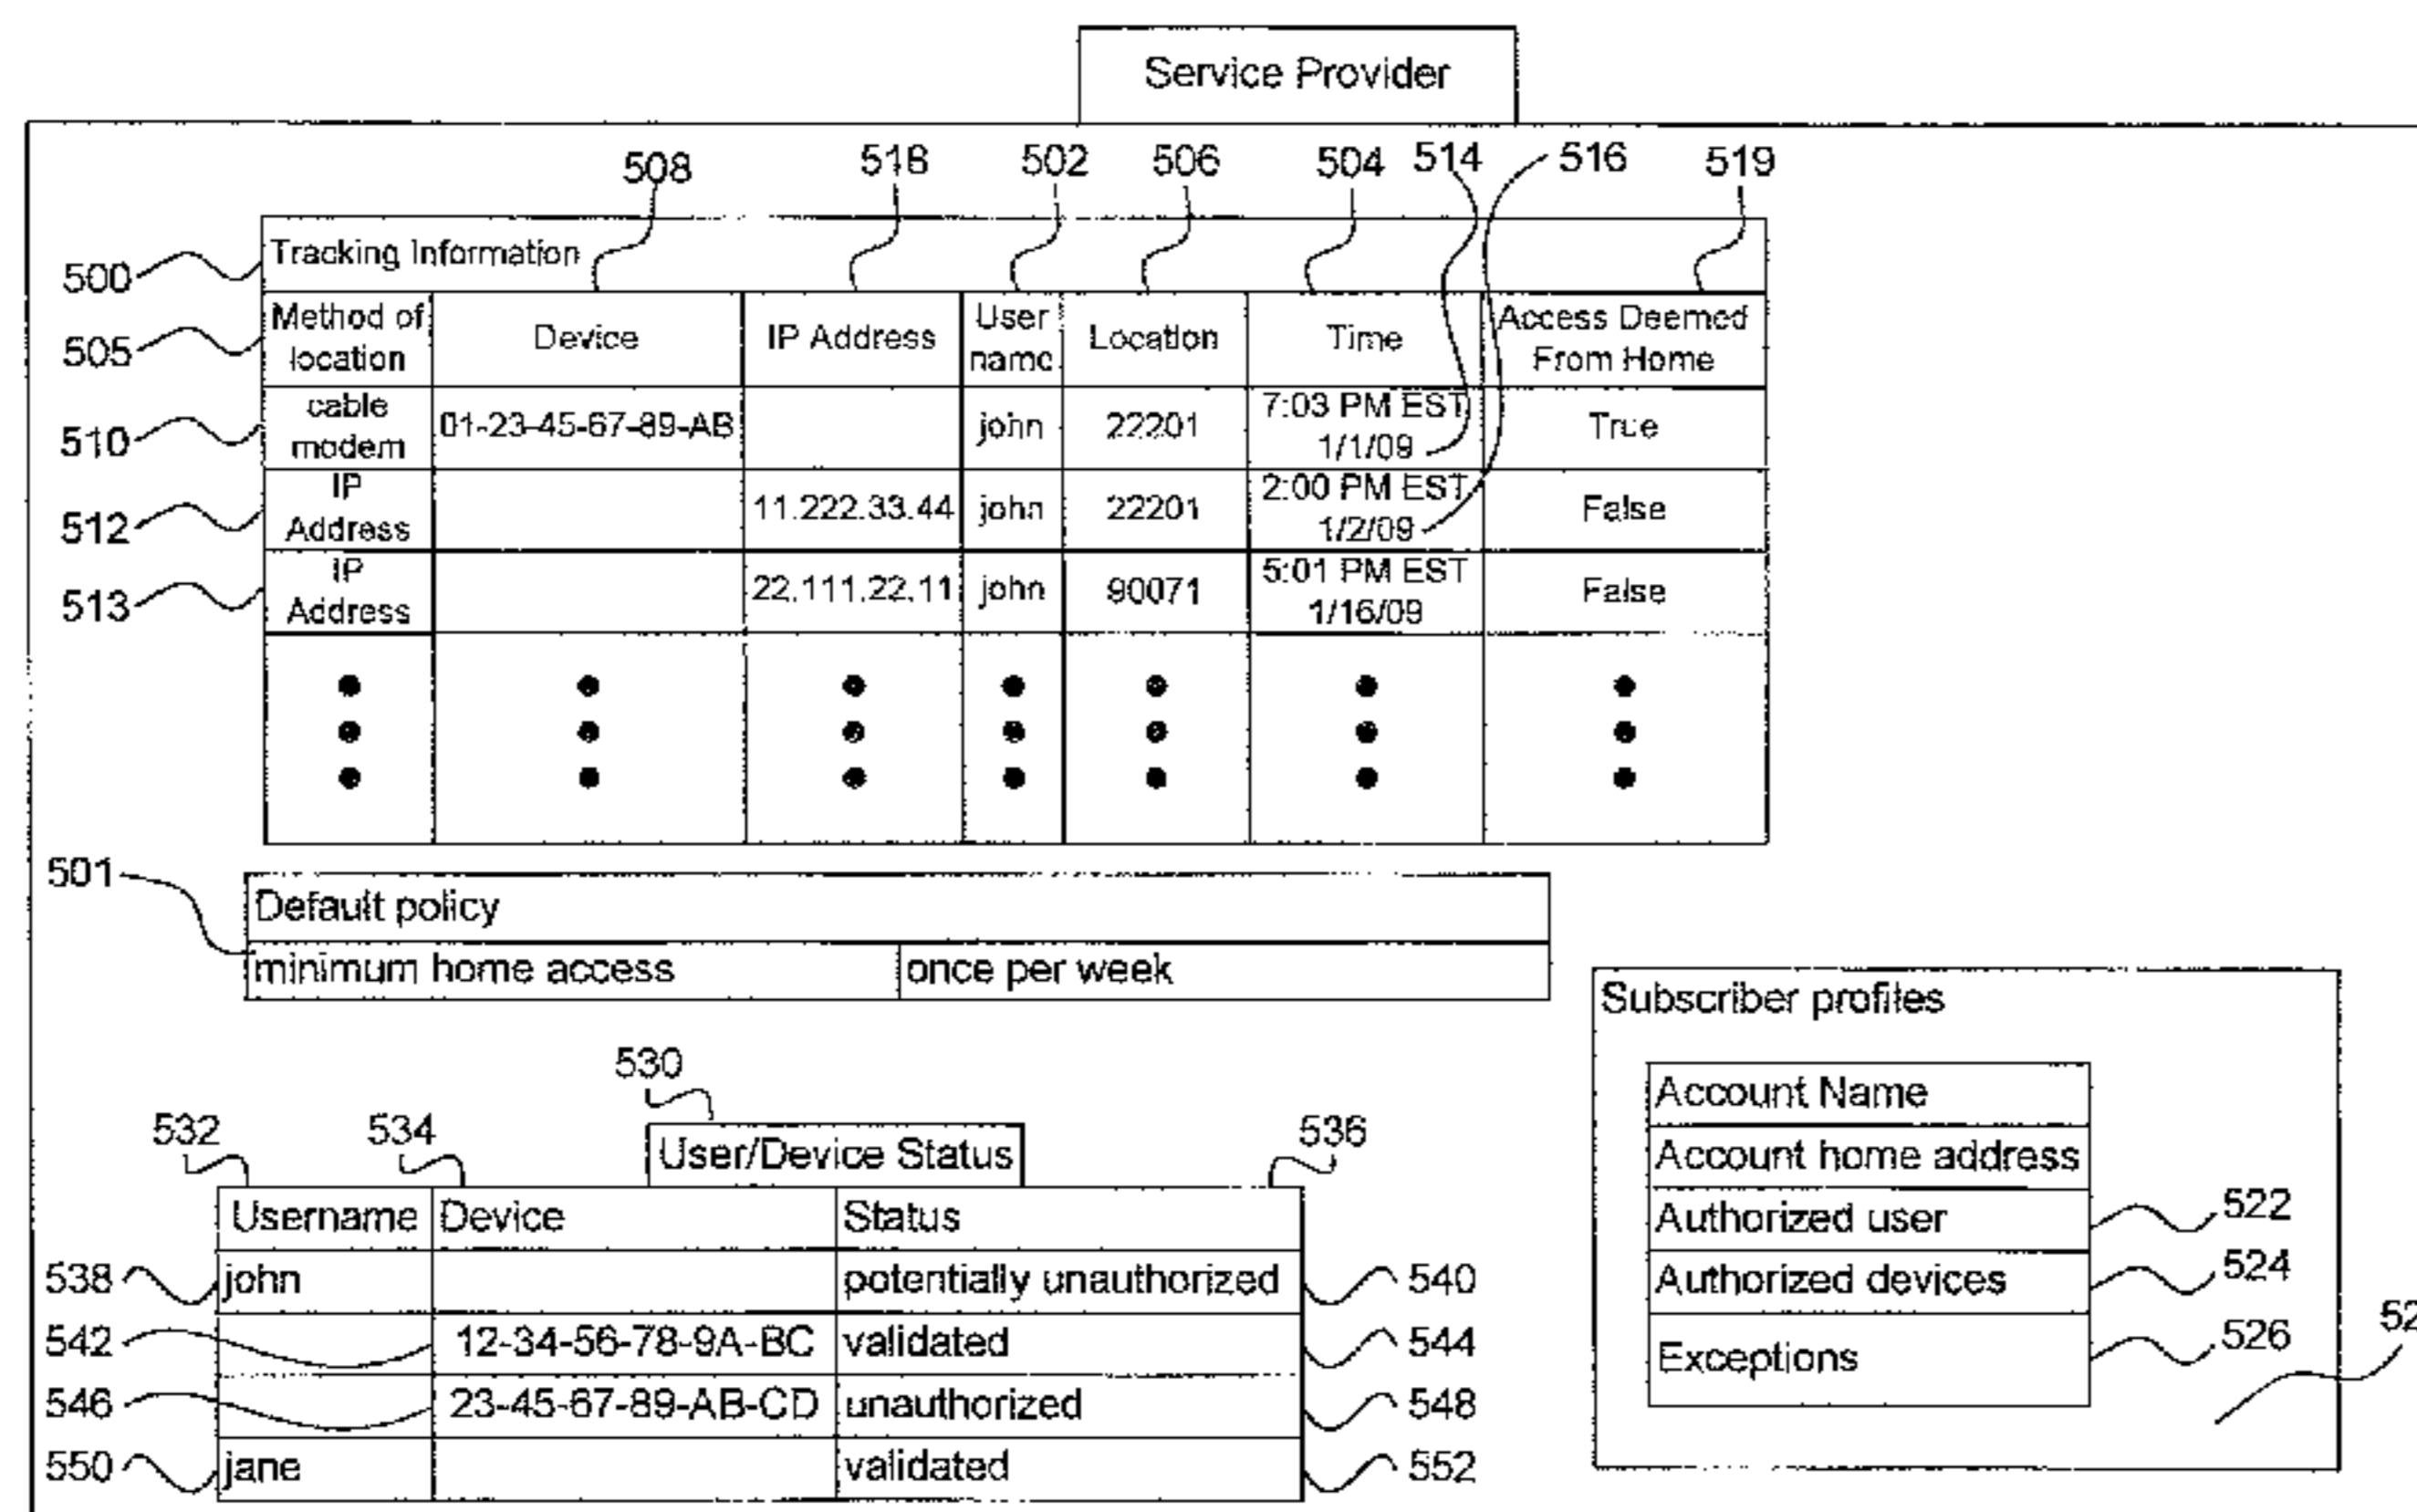 Service Provider
508 518 502 506 504 514 516 519
500 Tracking Information
505 Method of location Device IP Address User name Location Time Access Deemed From Home
510 cable modem 01-23-45-67-89-AB john 22201 7:03 PM EST 1/1/09 True
512 IP Address 11.222.33.44 john 22201 2:00 PM EST 1/2/09 False
513 IP Address 22.111.22.11 john 90071 5:01 PM EST 1/16/09 False
501
Default policy
minimum home access once per week
530
532 534 User/Device Status 536
Username Device Status
538 john potentially unauthorized 540
542 12-34-56-78-9A-BC validated 544
546 23-45-67-89-AB-CD unauthorized 548
550 jane validated 552
Subscriber profiles
Account Name
Account home address
Authorized user 522
Authorized devices 524
Exceptions 526